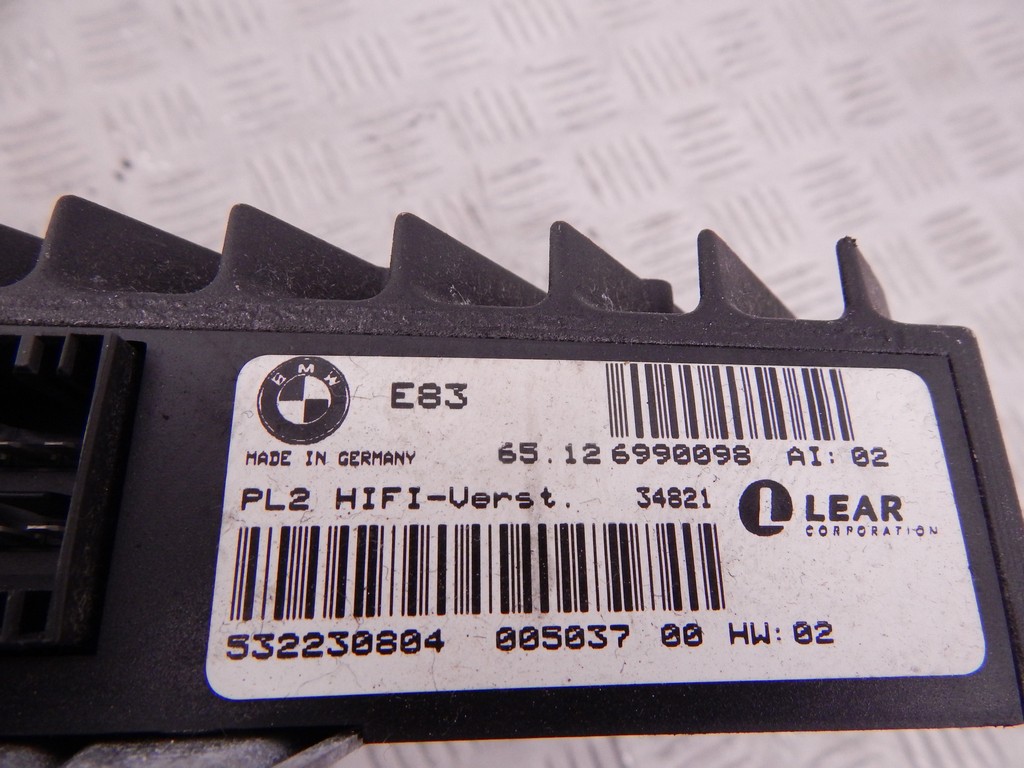 BMW
E83
MADE IN GERMANY
65.12 6990098 AI: 02
PL2 HIFI-Verst. 34821
LEAR
CORPORATION
532230804 005037 00 HW:02